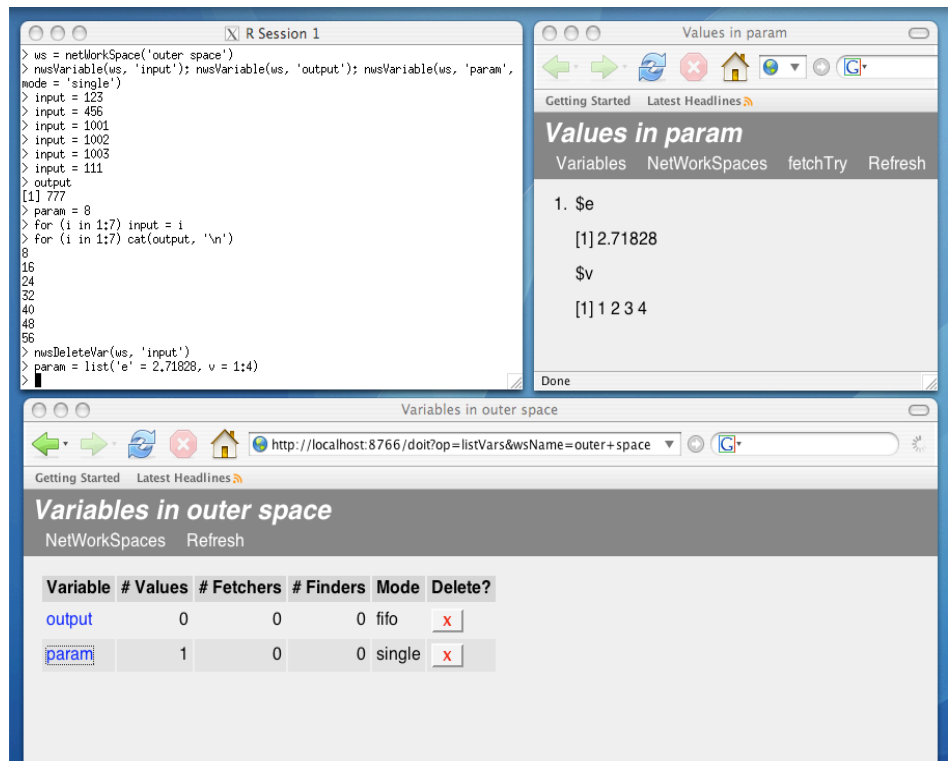 R Session 1
> ws = netWorkSpace('outer space')
> nwsVariable(ws, 'input'); nwsVariable(ws, 'output'); nwsVariable(ws, 'param',
mode = 'single')
> input = 123
> input = 456
> input = 1001
> input = 1002
> input = 1003
> input = 111
> output
[1] 777
> param = 8
> for (i in 1:7) input = i
> for (i in 1:7) cat(output, '\n')
8
16
24
32
40
48
56
> nwsDeleteVar(ws, 'input')
> param = list('e' = 2.71828, v = 1:4)
>
Values in param
G
Getting Started Latest Headlines
Values in param
Variables NetWorkSpaces fetchTry Refresh
1. $e
[1] 2.71828
$v
[1] 1 2 3 4
Done
Variables in outer space
http://localhost:8766/doit?op=listVars&wsName=outer+space G
Getting Started Latest Headlines
Variables in outer space
NetWorkSpaces Refresh
Variable # Values # Fetchers # Finders Mode Delete?
output 0 0 0 fifo X
param 1 0 0 single X